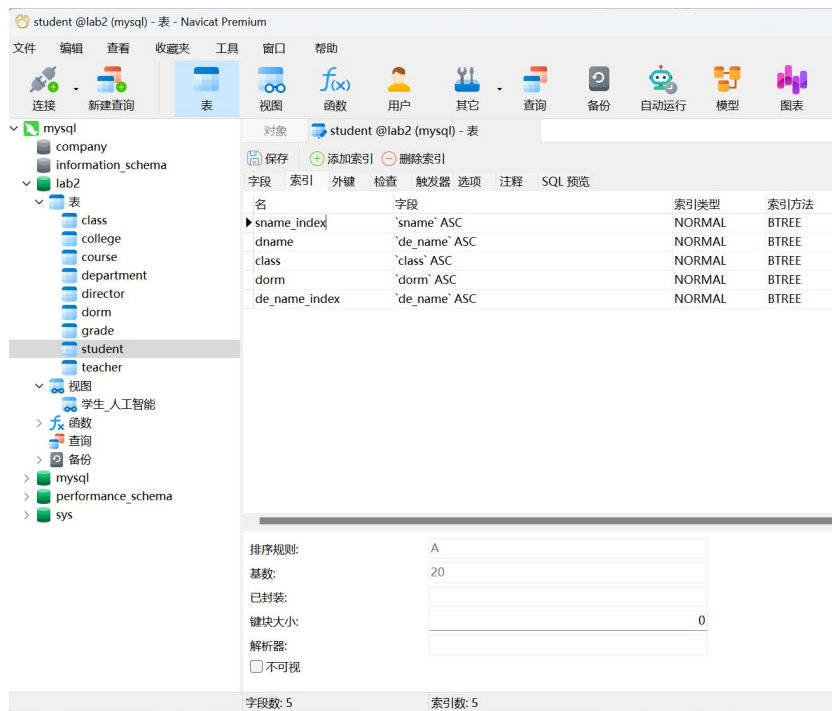 student @lab2 (mysql) - 表 - Navicat Premium
文件 编辑 查看 收藏夹 工具 窗口 帮助
连接 新建查询 表 视图 函数 用户 其它 查询 备份 自动运行 模型 图表
mysql
company
information_schema
lab2
表
class
college
course
department
director
dorm
grade
student
teacher
视图
学生_人工智能
函数
查询
备份
mysql
performance_schema
sys
对象 student @lab2 (mysql) - 表
保存 添加索引 删除索引
字段 索引 外键 检查 触发器 选项 注释 SQL 预览
名 字段 索引类型 索引方法
sname_index `sname` ASC NORMAL BTREE
dname `de_name` ASC NORMAL BTREE
class `class` ASC NORMAL BTREE
dorm `dorm` ASC NORMAL BTREE
de_name_index `de_name` ASC NORMAL BTREE
排序规则: A
基数: 20
已封装:
键块大小: 0
解析器:
不可视
字段数: 5 索引数: 5